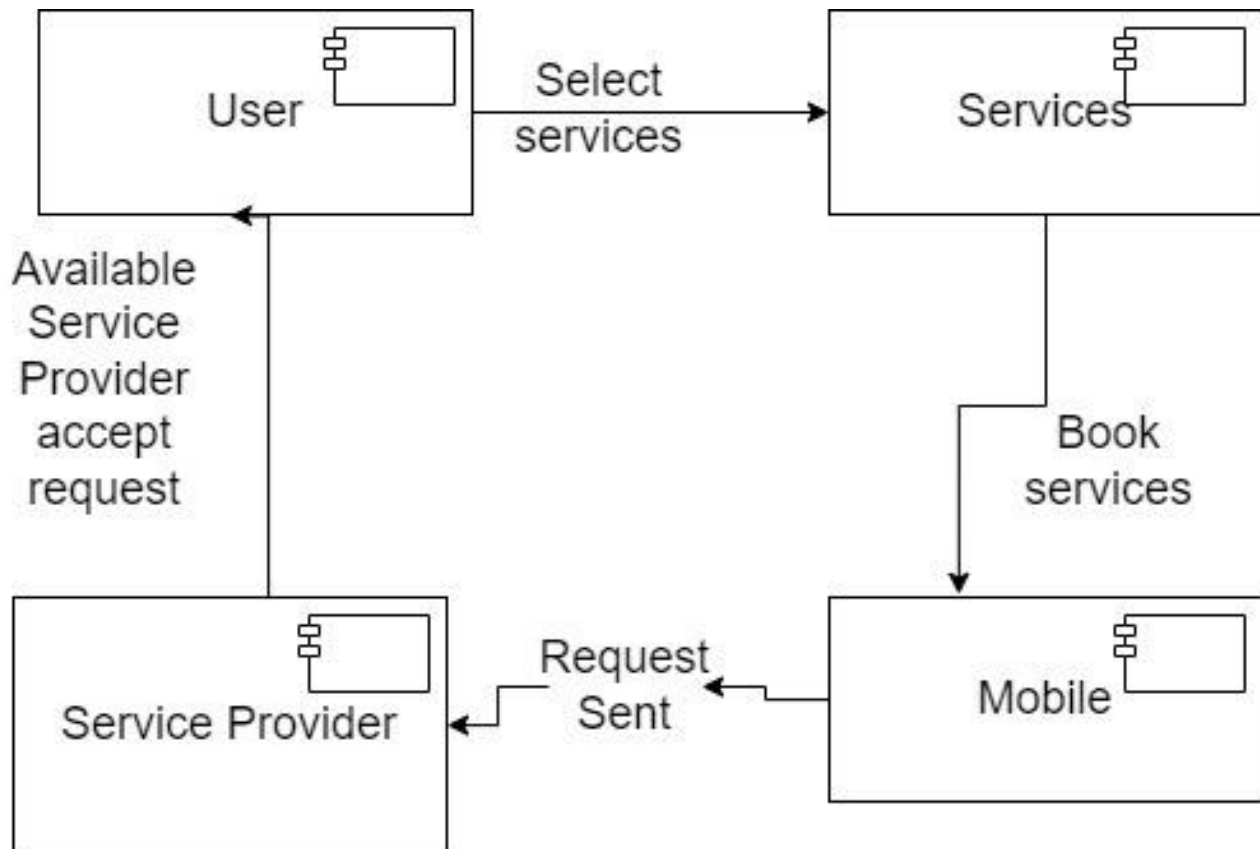 User
Select
services
Services
Available
Service
Provider
accept
request
Book
services
Service Provider
Request
Sent
Mobile